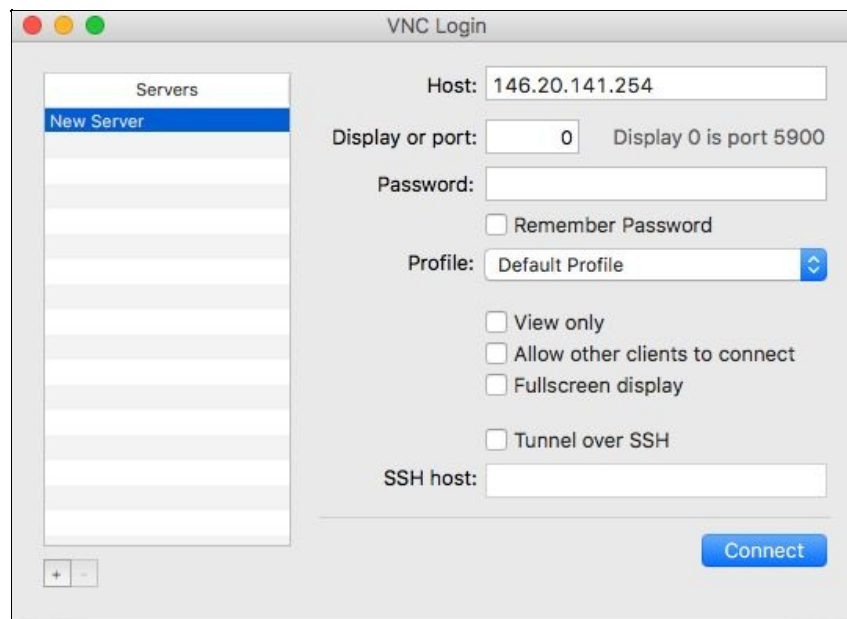 VNC Login
Servers
New Server
Host: 146.20.141.254
Display or port: 0 Display 0 is port 5900
Password:
Remember Password
Profile: Default Profile
View only
Allow other clients to connect
Fullscreen display
Tunnel over SSH
SSH host:
Connect
+ -